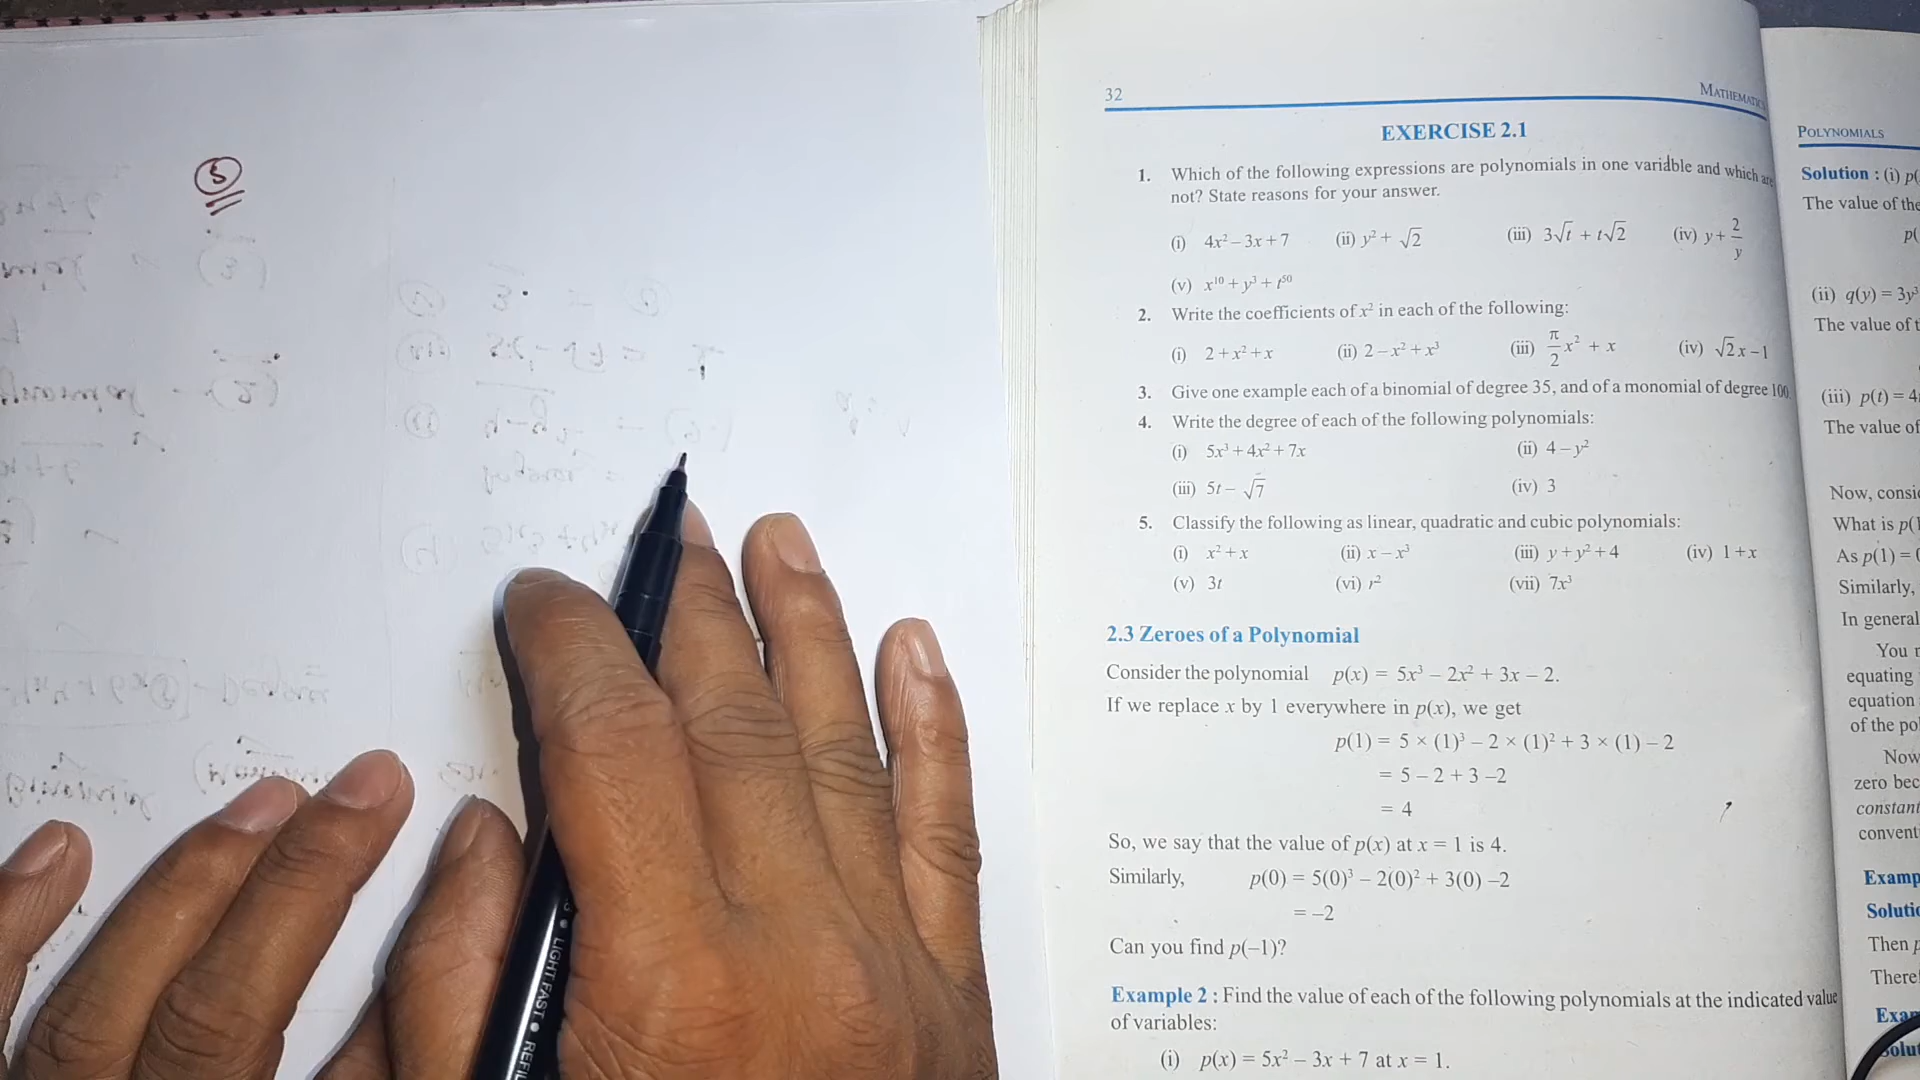 5
32
MATHEMATIC
EXERCISE 2.1
1. Which of the following expressions are polynomials in one variable and which are
not? State reasons for your answer.
(i) 4x² – 3x + 7 (ii) y² + √2 (iii) 3√t + t√2 (iv) y + 2/y
(v) x¹⁰ + y³ + t⁵⁰
2. Write the coefficients of x² in each of the following:
(i) 2 + x² + x (ii) 2 – x² + x³ (iii) π/2 x² + x (iv) √2 x – 1
3. Give one example each of a binomial of degree 35, and of a monomial of degree 100.
4. Write the degree of each of the following polynomials:
(i) 5x³ + 4x² + 7x (ii) 4 – y²
(iii) 5t – √7 (iv) 3
5. Classify the following as linear, quadratic and cubic polynomials:
(i) x² + x (ii) x – x³ (iii) y + y² + 4 (iv) 1 + x
(v) 3t (vi) r² (vii) 7x³
2.3 Zeroes of a Polynomial
Consider the polynomial p(x) = 5x³ – 2x² + 3x – 2.
If we replace x by 1 everywhere in p(x), we get
p(1) = 5 × (1)³ – 2 × (1)² + 3 × (1) – 2
= 5 – 2 + 3 –2
= 4
So, we say that the value of p(x) at x = 1 is 4.
Similarly, p(0) = 5(0)³ – 2(0)² + 3(0) –2
= –2
Can you find p(–1)?
Example 2 : Find the value of each of the following polynomials at the indicated value
of variables:
(i) p(x) = 5x² – 3x + 7 at x = 1.
POLYNOMIALS
Solution : (i) p(
The value of the
p(
(ii) q(y) = 3y³
The value of t
(iii) p(t) = 4
The value of
Now, consi
What is p(1
As p(1) = 0
Similarly,
In general
You
equating
equation
of the po
Now
zero bec
constant
convent
Examp
Soluti
Then p
There
Exa
Solut
LIGHT FAST • REFIL